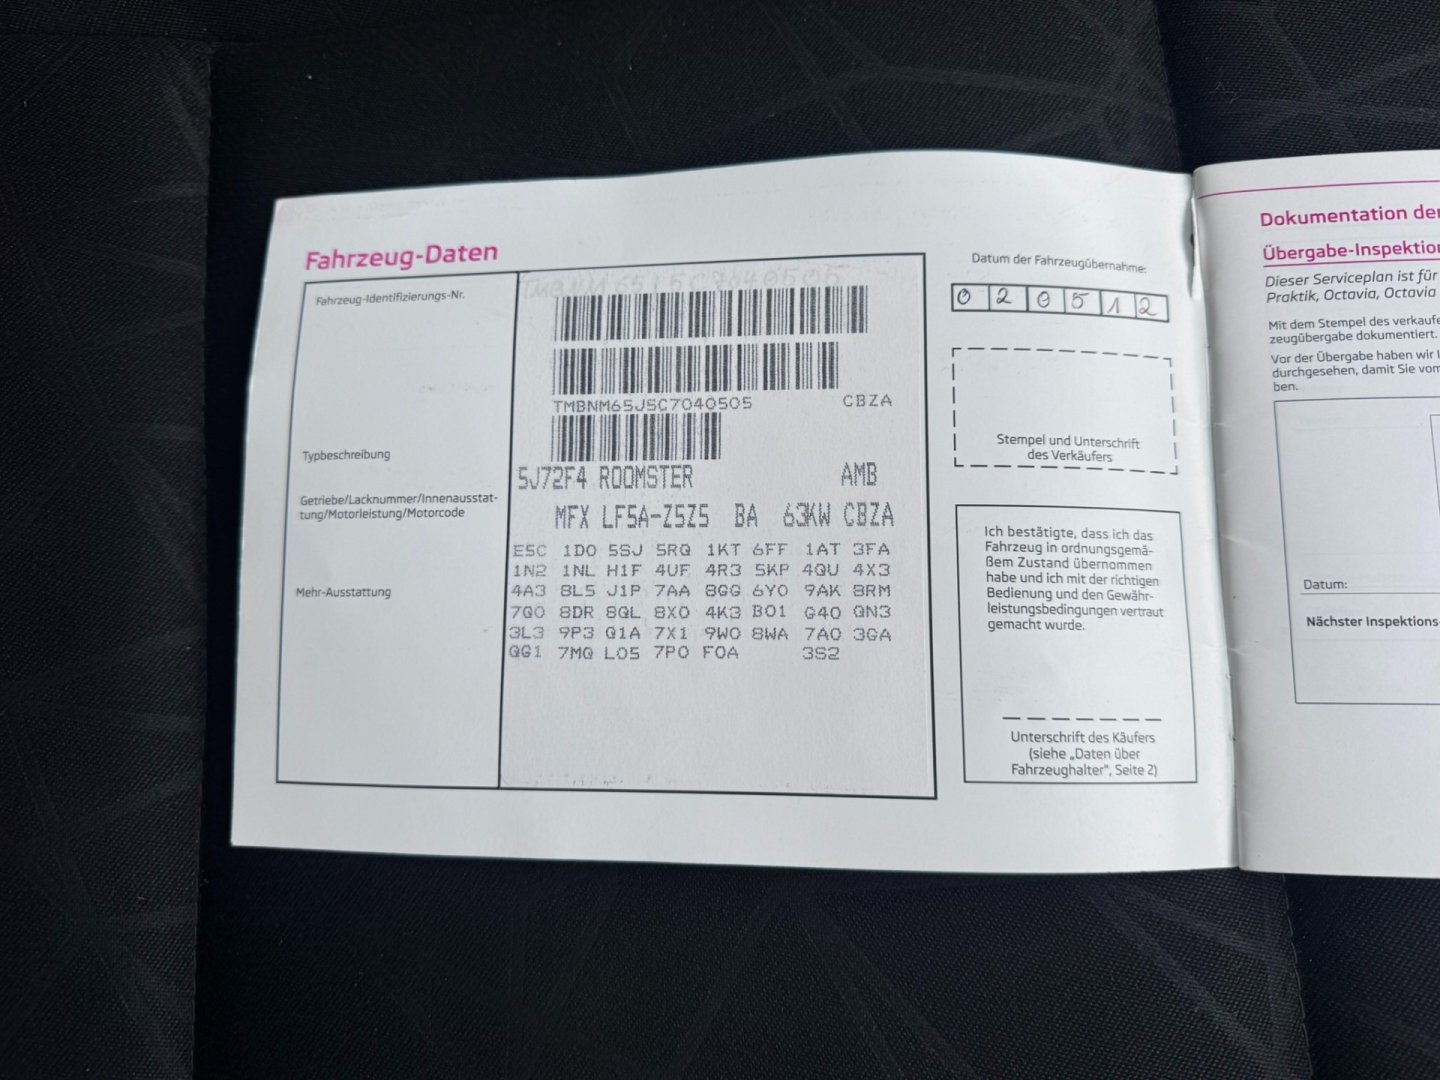 Fahrzeug-Daten
Fahrzeug-Identifizierungs-Nr.
TMBNM65J5C7040505
TMBNM65J5C7040505 CBZA
Typbeschreibung
5J72F4 ROOMSTER AMB
Getriebe/Lacknummer/Innenausstat-
tung/Motorleistung/Motorcode
MFX LF5A-Z5Z5 BA 63KW CBZA
Mehr-Ausstattung
E5C 1D0 5SJ 5RQ 1KT 6FF 1AT 3FA
1N2 1NL H1F 4UF 4R3 5KP 4QU 4X3
4A3 8L5 J1P 7AA 8GG 6Y0 9AK 8RM
7G0 8DR 8QL 8X0 4K3 B01 G40 QN3
3L3 9P3 Q1A 7X1 9W0 8WA 7A0 3GA
QG1 7MQ L05 7P0 F0A 3S2
Datum der Fahrzeugübernahme:
0 2 0 5 1 2
Stempel und Unterschrift
des Verkäufers
Ich bestätigte, dass ich das
Fahrzeug in ordnungsgemä-
ßem Zustand übernommen
habe und ich mit der richtigen
Bedienung und den Gewähr-
leistungsbedingungen vertraut
gemacht wurde.
Unterschrift des Käufers
(siehe „Daten über
Fahrzeughalter", Seite 2)
Dokumentation der
Übergabe-Inspektion
Dieser Serviceplan ist für
Praktik, Octavia, Octavia
Mit dem Stempel des verkaufe
zeugübergabe dokumentiert.
Vor der Übergabe haben wir I
durchgesehen, damit Sie vom
ben.
Datum:
Nächster Inspektions-